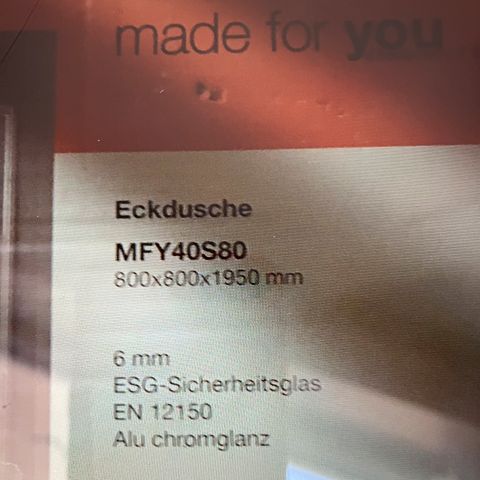 made for you
Eckdusche
MFY40S80
800x800x1950 mm
6 mm
ESG-Sicherheitsglas
EN 12150
Alu chromglanz